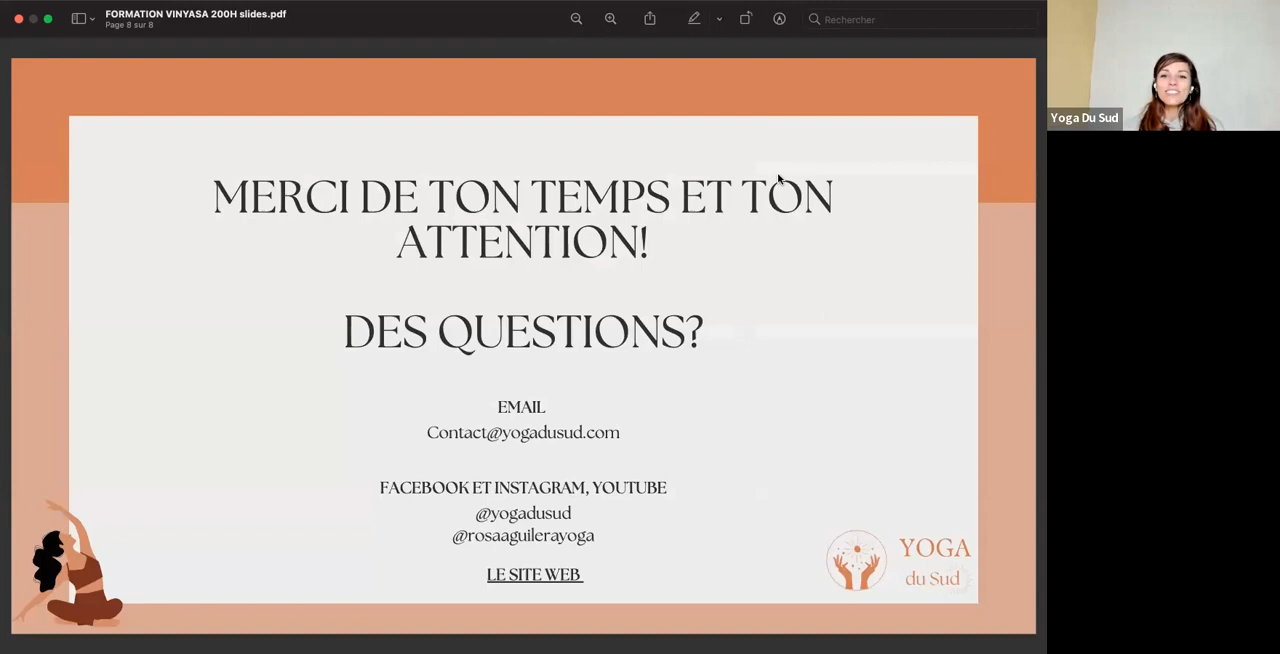 FORMATION VINYASA 200H slides.pdf
Page 8 sur 8
Rechercher
Yoga Du Sud
MERCI DE TON TEMPS ET TON
ATTENTION!
DES QUESTIONS?
EMAIL
Contact@yogadusud.com
FACEBOOK ET INSTAGRAM, YOUTUBE
@yogadusud
@rosaaguilerayoga
LE SITE WEB
YOGA
du Sud